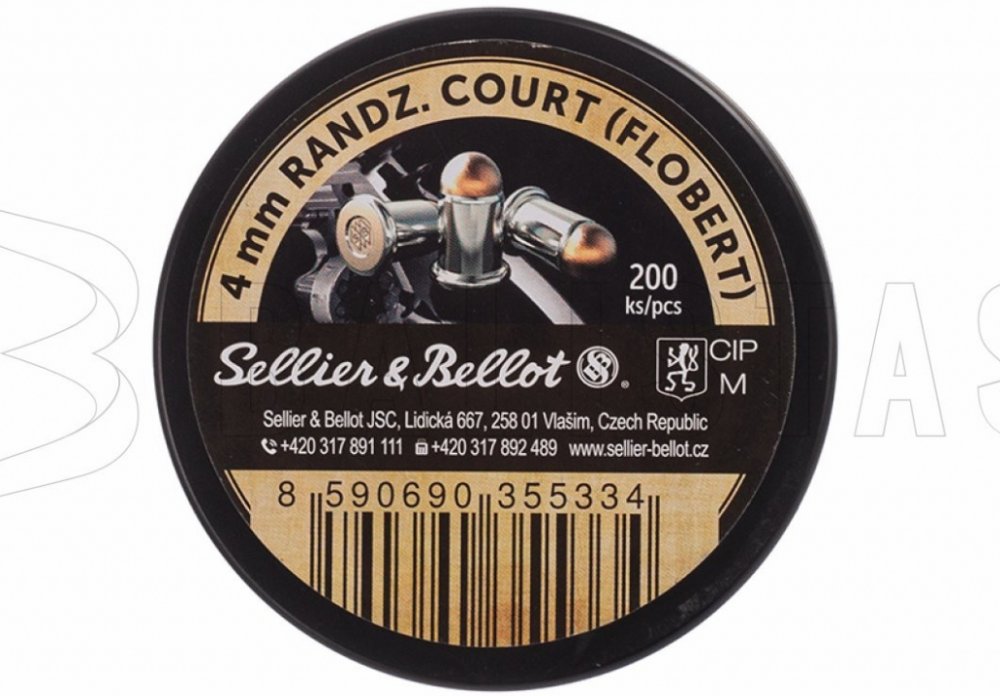 4 mm RANDZ. COURT (FLOBERT)
200
ks/pcs
Sellier & Bellot ®
CIP
M
Sellier & Bellot JSC, Lidická 667, 258 01 Vlašim, Czech Republic
+420 317 891 111 +420 317 892 489 www.sellier-bellot.cz
8 590690 355334